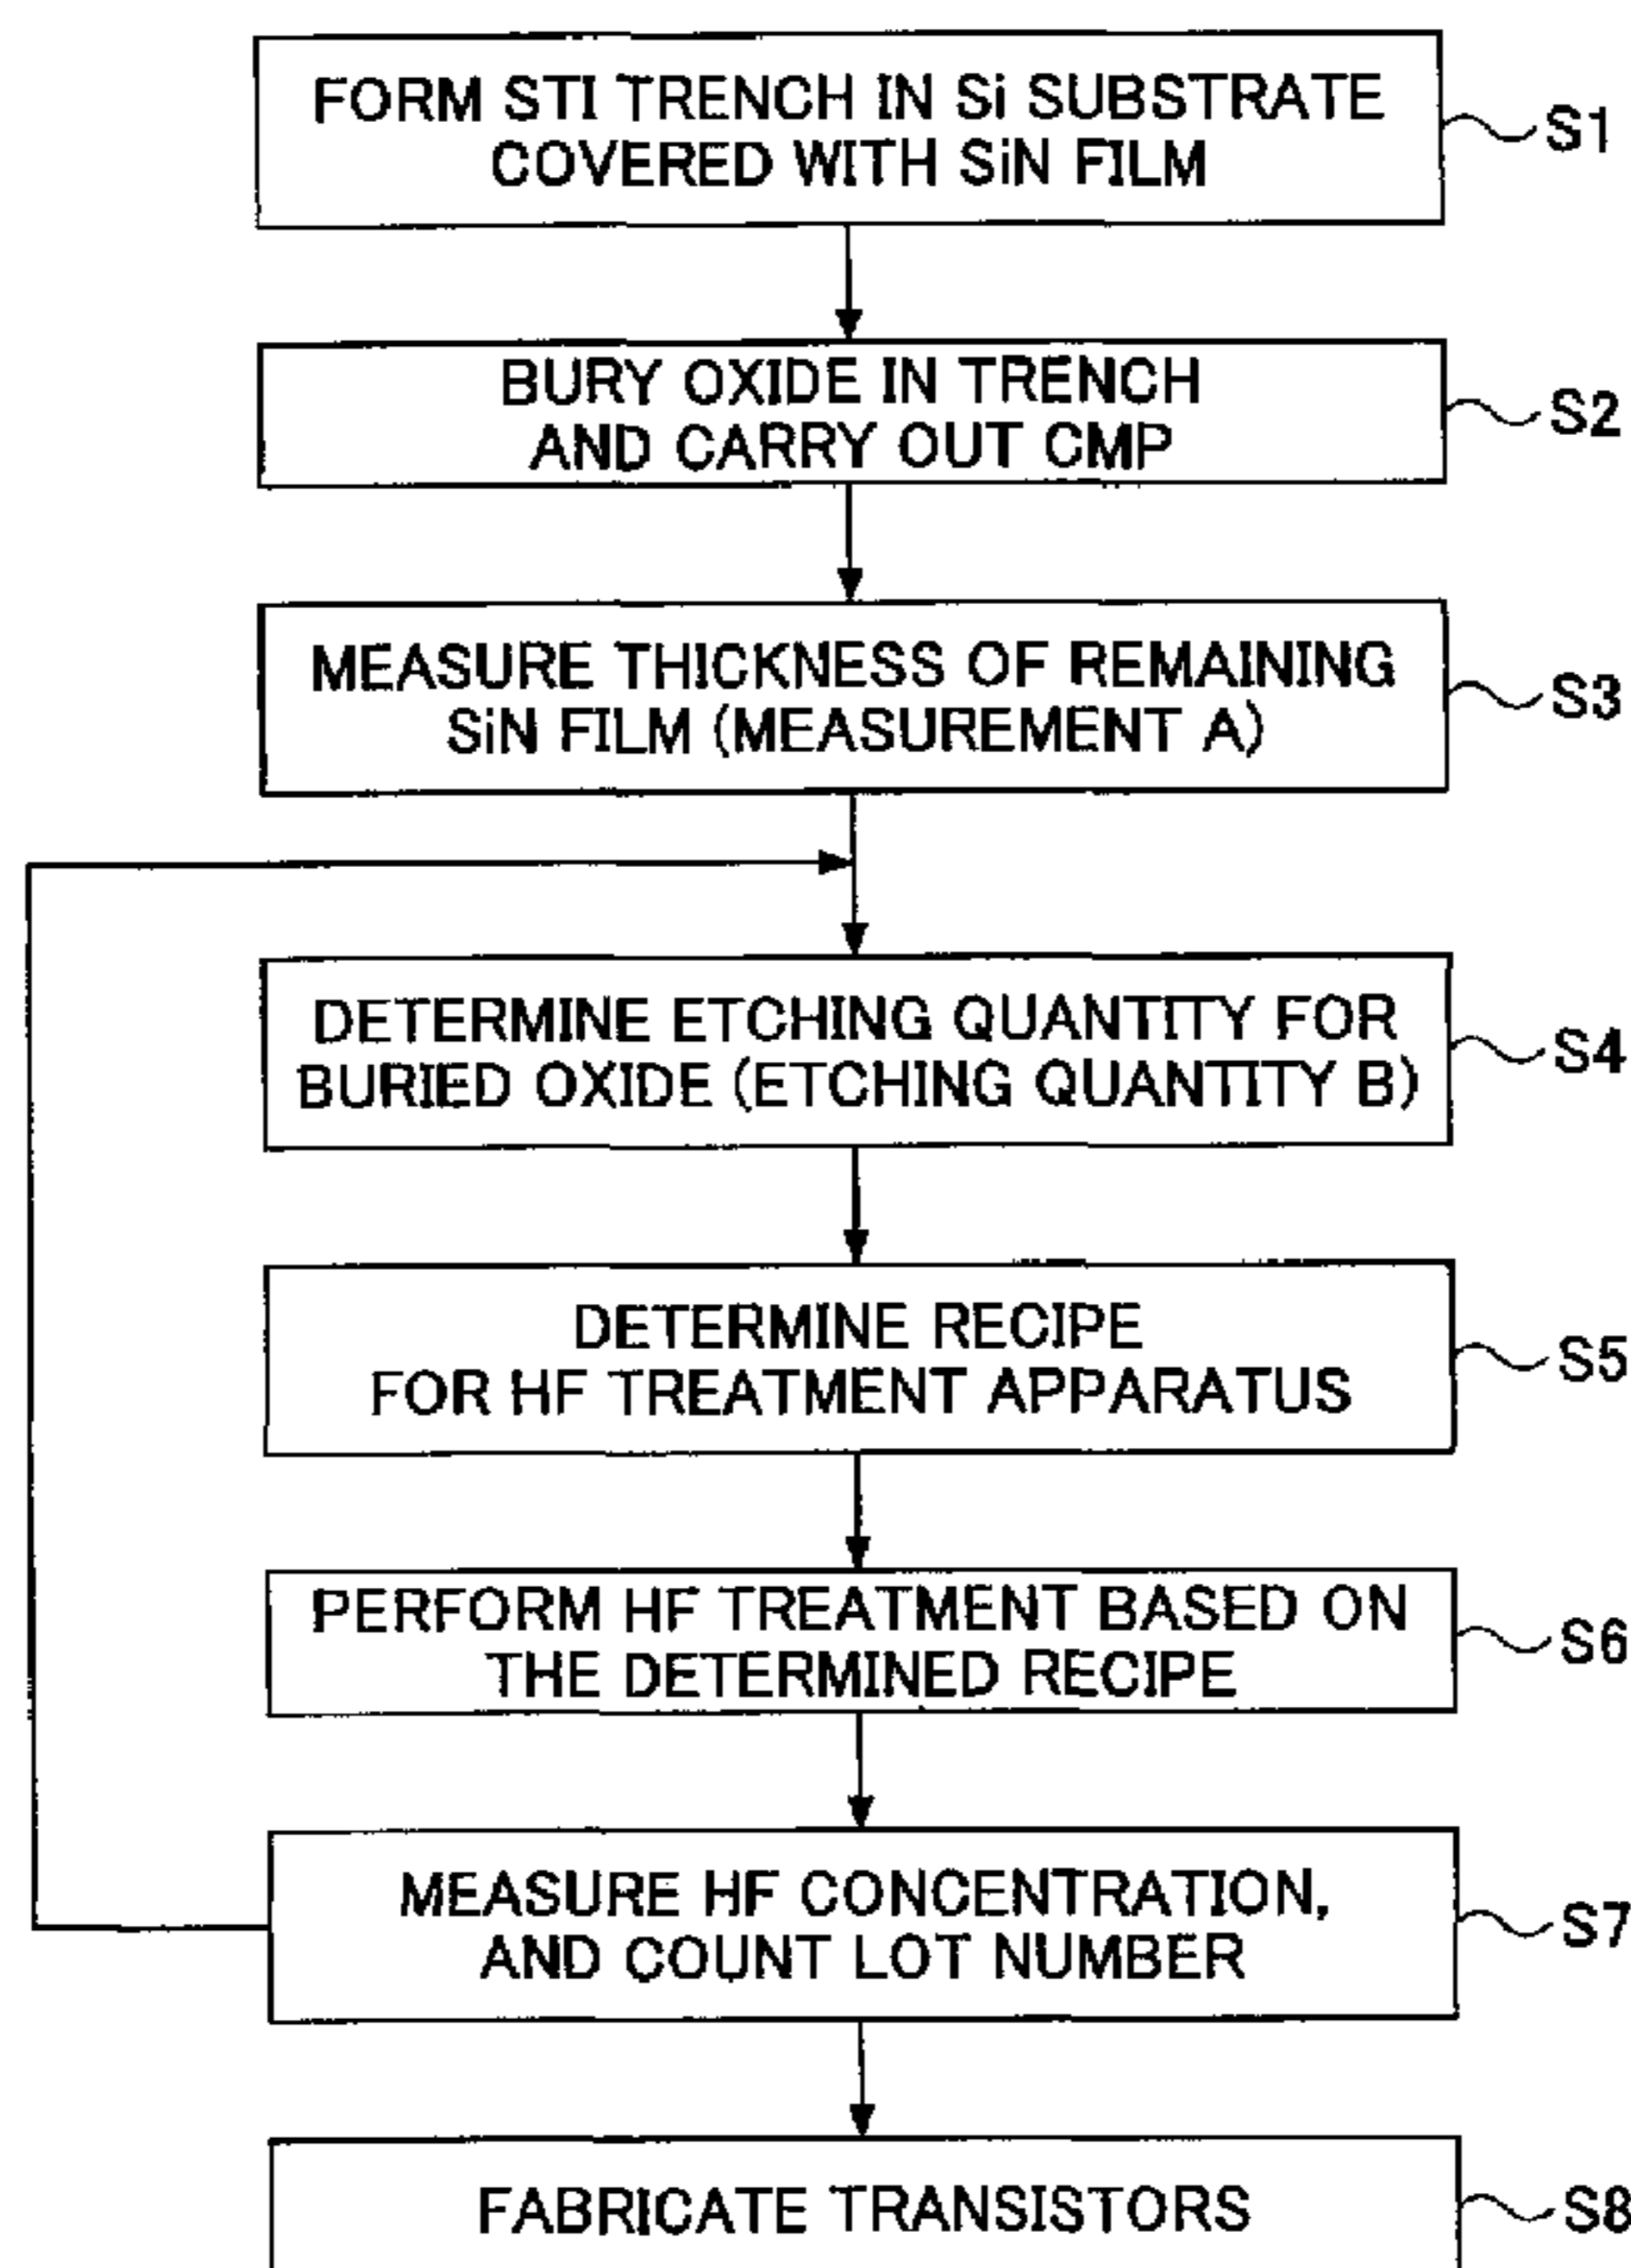 FORM STI TRENCH IN Si SUBSTRATE
COVERED WITH SiN FILM
S1
BURY OXIDE IN TRENCH
AND CARRY OUT CMP
S2
MEASURE THICKNESS OF REMAINING
SiN FILM (MEASUREMENT A)
S3
DETERMINE ETCHING QUANTITY FOR
BURIED OXIDE (ETCHING QUANTITY B)
S4
DETERMINE RECIPE
FOR HF TREATMENT APPARATUS
S5
PERFORM HF TREATMENT BASED ON
THE DETERMINED RECIPE
S6
MEASURE HF CONCENTRATION,
AND COUNT LOT NUMBER
S7
FABRICATE TRANSISTORS
S8